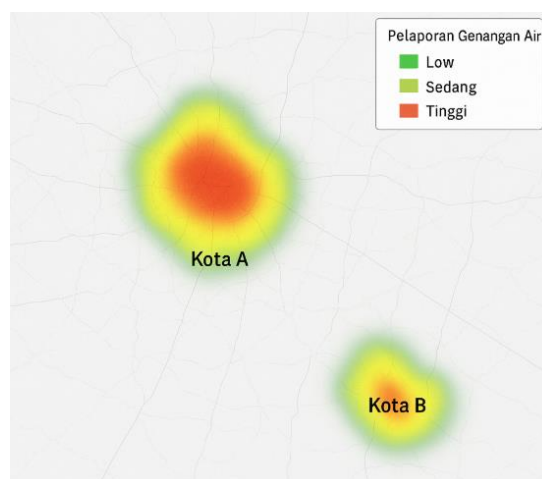 Pelaporan Genangan Air
Low
Sedang
Tinggi
Kota A
Kota B